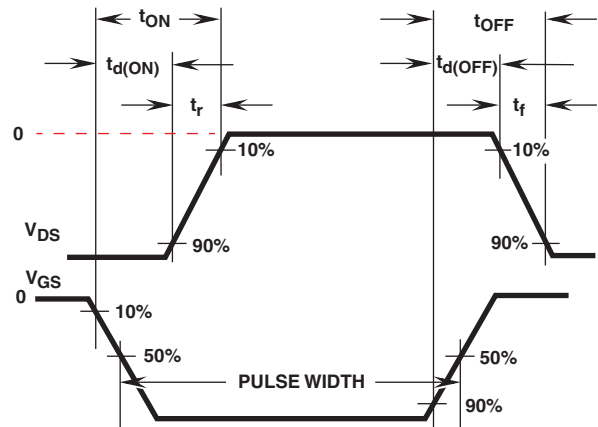 tON
tOFF
td(ON)
td(OFF)
tr
tf
0
10%
10%
VDS
90%
90%
VGS
0
10%
50%
50%
PULSE WIDTH
90%